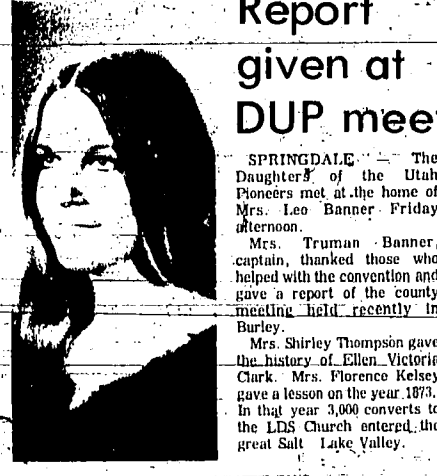 Report
given at
DUP mee
SPRINGDALE — The
Daughters of the Utah
Pioneers met at the home of
Mrs. Leo Banner Friday
afternoon.
Mrs. Truman Banner,
captain, thanked those who
helped with the convention and
gave a report of the county
meeting held recently in
Burley.
Mrs. Shirley Thompson gave
the history of Ellen Victoria
Clark. Mrs. Florence Kelsey
gave a lesson on the year 1873.
In that year 3,000 converts to
the LDS Church entered the
great Salt Lake Valley.